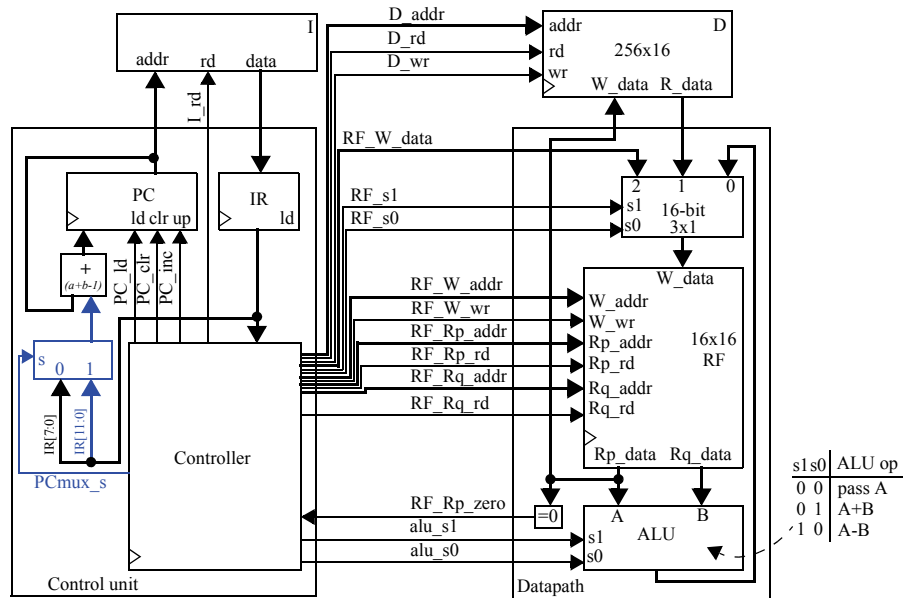 I
addr rd data
I_rd
D_addr
D_rd
D_wr
D
addr
rd
wr
256x16
W_data R_data
PC
ld clr up
IR
ld
+
(a+b-1)
PC_ld
PC_clr
PC_inc
s
0 1
IR[7:0]
IR[11:0]
PCmux_s
Controller
Control unit
RF_W_data
RF_s1
RF_s0
RF_W_addr
RF_W_wr
RF_Rp_addr
RF_Rp_rd
RF_Rq_addr
RF_Rq_rd
RF_Rp_zero
alu_s1
alu_s0
2 1 0
s1
s0
16-bit
3x1
W_data
W_addr
W_wr
Rp_addr
Rp_rd
Rq_addr
Rq_rd
16x16
RF
Rp_data Rq_data
=0
A B
s1
s0
ALU
Datapath
s1s0 ALU op
0 0 pass A
0 1 A+B
1 0 A-B